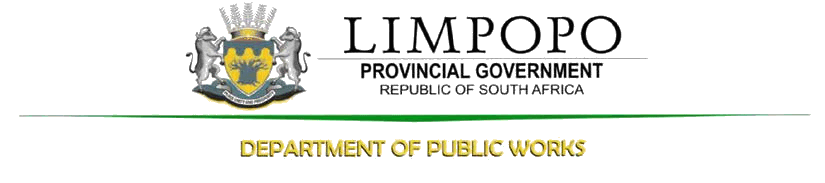 LIMPOPO
PROVINCIAL GOVERNMENT
REPUBLIC OF SOUTH AFRICA
DEPARTMENT OF PUBLIC WORKS